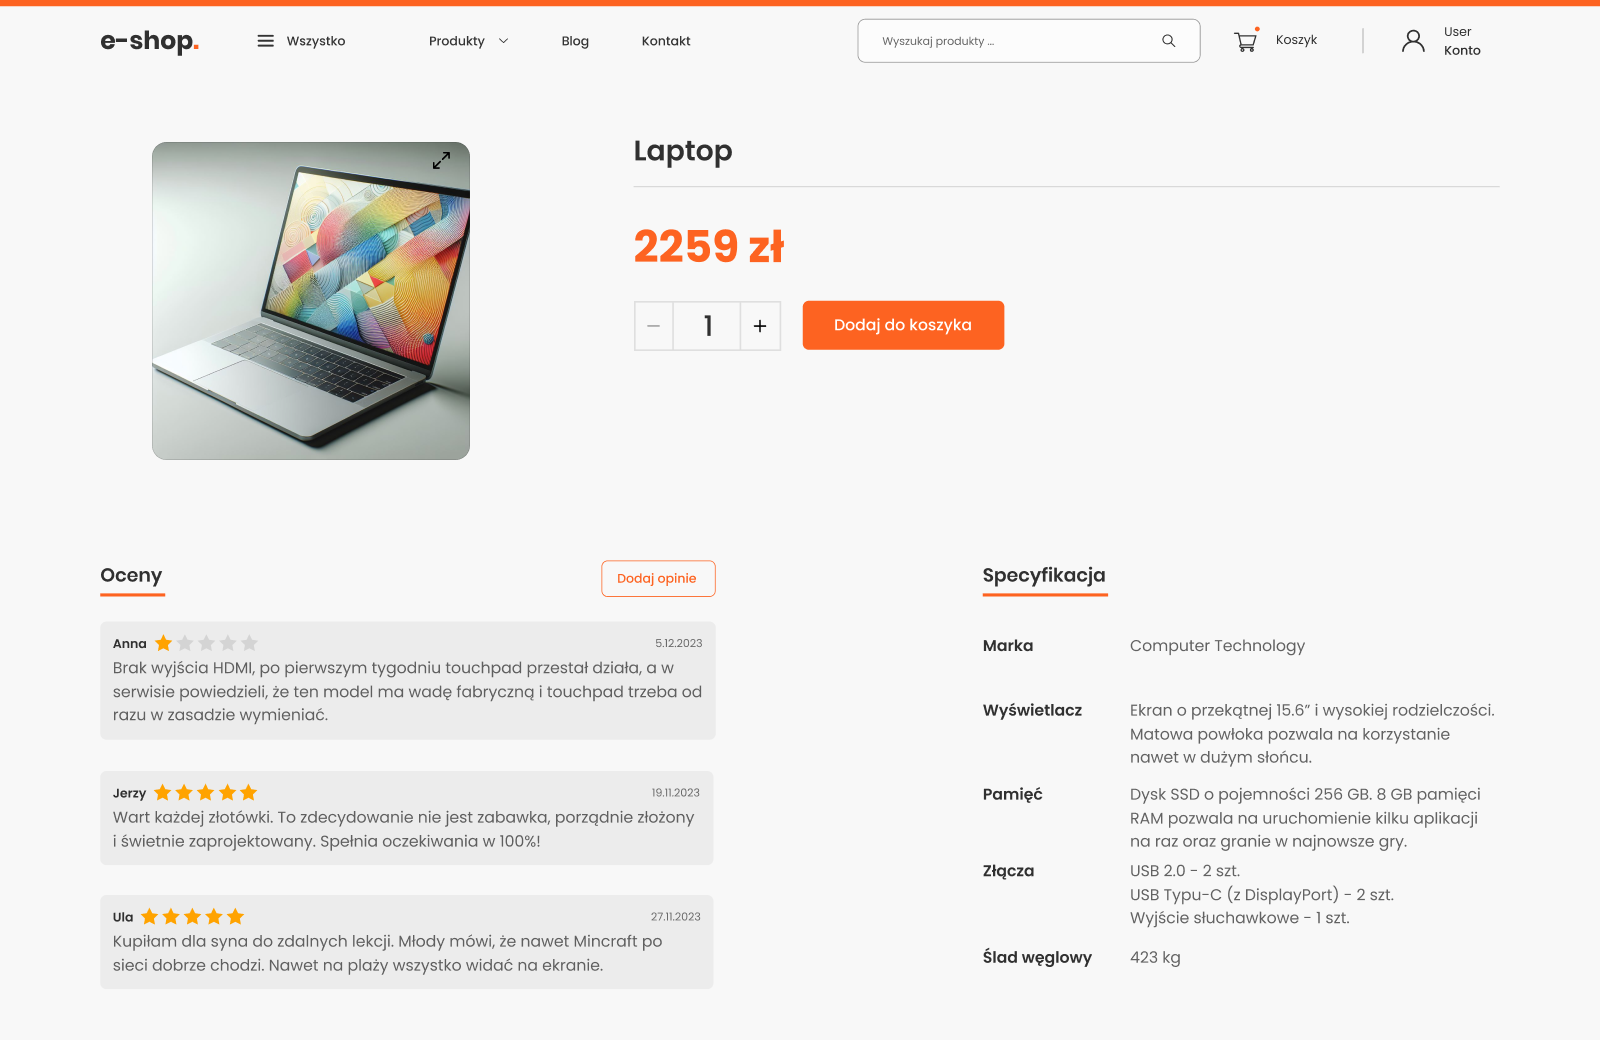 e-shop.
Wszystko
Produkty
Blog
Kontakt
Wyszukaj produkty ...
Koszyk
User
Konto
Laptop
2259 zł
1
Dodaj do koszyka
Oceny
Dodaj opinie
Anna
5.12.2023
Brak wyjścia HDMI, po pierwszym tygodniu touchpad przestał działa, a w
serwisie powiedzieli, że ten model ma wadę fabryczną i touchpad trzeba od
razu w zasadzie wymieniać.
Jerzy
19.11.2023
Wart każdej złotówki. To zdecydowanie nie jest zabawka, porządnie złożony
i świetnie zaprojektowany. Spełnia oczekiwania w 100%!
Ula
27.11.2023
Kupiłam dla syna do zdalnych lekcji. Młody mówi, że nawet Mincraft po
sieci dobrze chodzi. Nawet na plaży wszystko widać na ekranie.
Specyfikacja
Marka
Computer Technology
Wyświetlacz
Ekran o przekątnej 15.6” i wysokiej rodzielczości.
Matowa powłoka pozwala na korzystanie
nawet w dużym słońcu.
Pamięć
Dysk SSD o pojemności 256 GB. 8 GB pamięci
RAM pozwala na uruchomienie kilku aplikacji
na raz oraz granie w najnowsze gry.
Złącza
USB 2.0 - 2 szt.
USB Typu-C (z DisplayPort) - 2 szt.
Wyjście słuchawkowe - 1 szt.
Ślad węglowy
423 kg